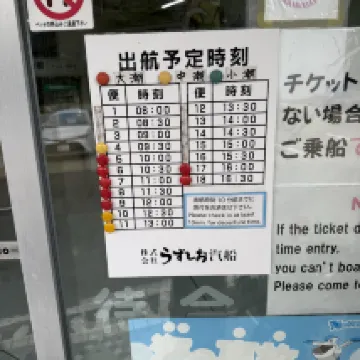 出航予定時刻
大潮 中潮 小潮
便 時刻 便 時刻
1 08:00 12 13:30
2 08:30 13 14:00
3 09:00 14 14:30
4 09:30 15 15:00
5 10:00 16 15:30
6 10:30 17 16:00
7 11:00 18 16:30
8 11:30
9 12:00
10 12:30
11 13:00
Please check in at least
株式会社 うずしお汽船
チケット
ない場合
ご乗船
If the ticket d
time entry,
you can't boa
Please come t